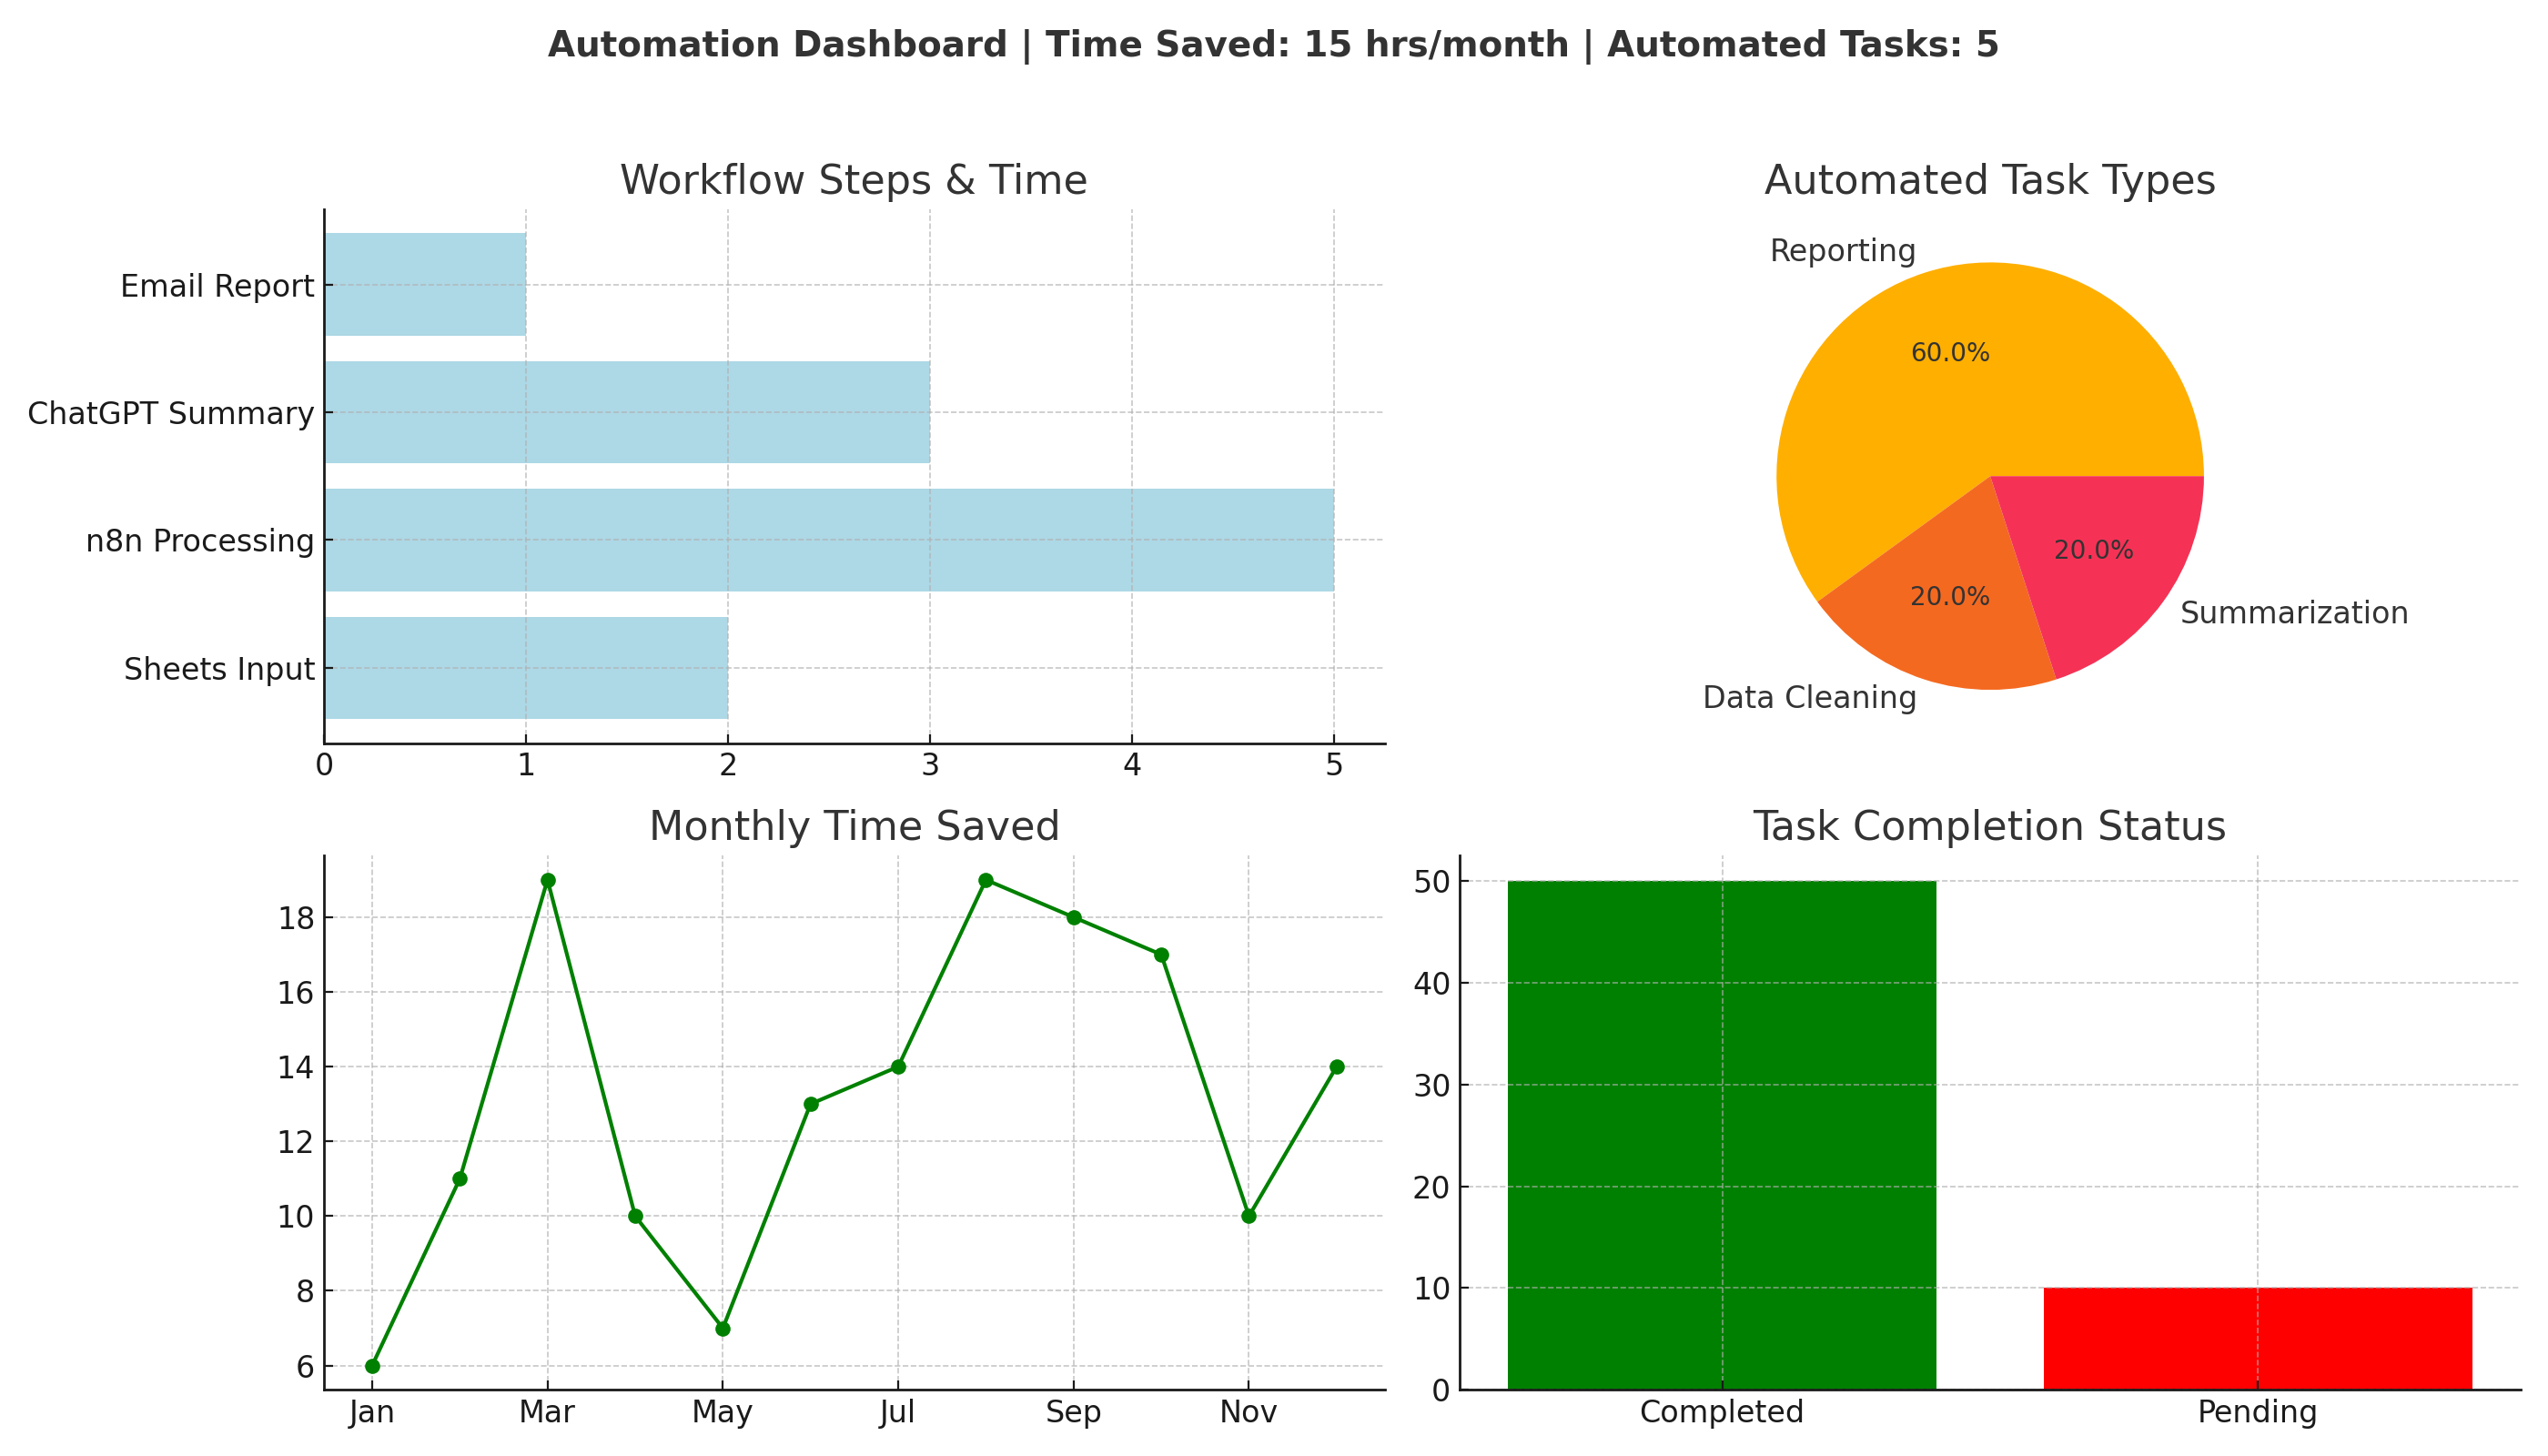 Automation Dashboard | Time Saved: 15 hrs/month | Automated Tasks: 5
Workflow Steps & Time
Email Report
ChatGPT Summary
n8n Processing
Sheets Input
0 1 2 3 4 5
Automated Task Types
Reporting
60.0%
20.0%
20.0%
Summarization
Data Cleaning
Monthly Time Saved
18
16
14
12
10
8
6
Jan Mar May Jul Sep Nov
Task Completion Status
50
40
30
20
10
0
Completed Pending